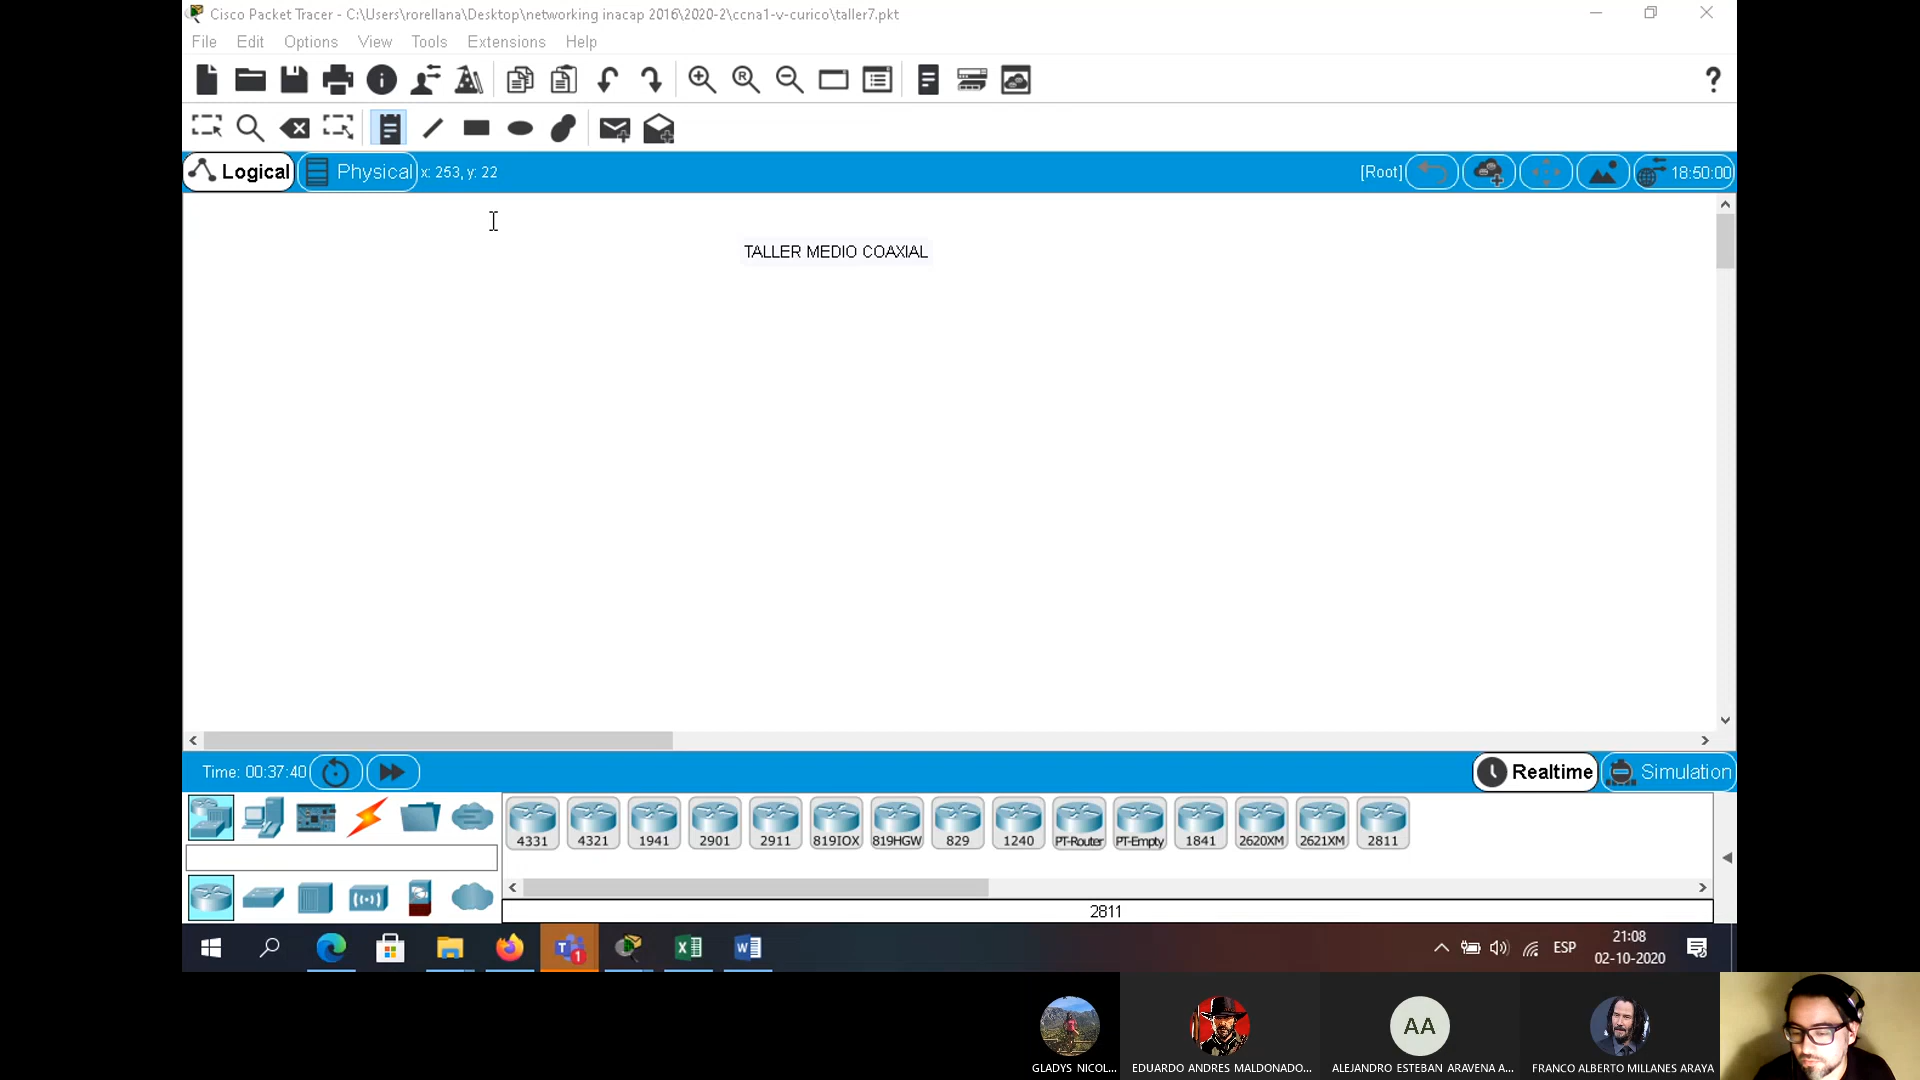 Cisco Packet Tracer - C:\Users\rorellana\Desktop\networking inacap 2016\2020-2\ccna1-v-curico\taller7.pkt
File Edit Options View Tools Extensions Help
Logical Physical x: 253, y: 22 [Root] 18:50:00
TALLER MEDIO COAXIAL
Time: 00:37:40 Realtime Simulation
4331 4321 1941 2901 2911 819IOX 819HGW 829 1240 PT-Router PT-Empty 1841 2620XM 2621XM 2811
2811
1 ESP 21:08
02-10-2020
AA
GLADYS NICOL... EDUARDO ANDRES MALDONADO... ALEJANDRO ESTEBAN ARAVENA A... FRANCO ALBERTO MILLANES ARAYA